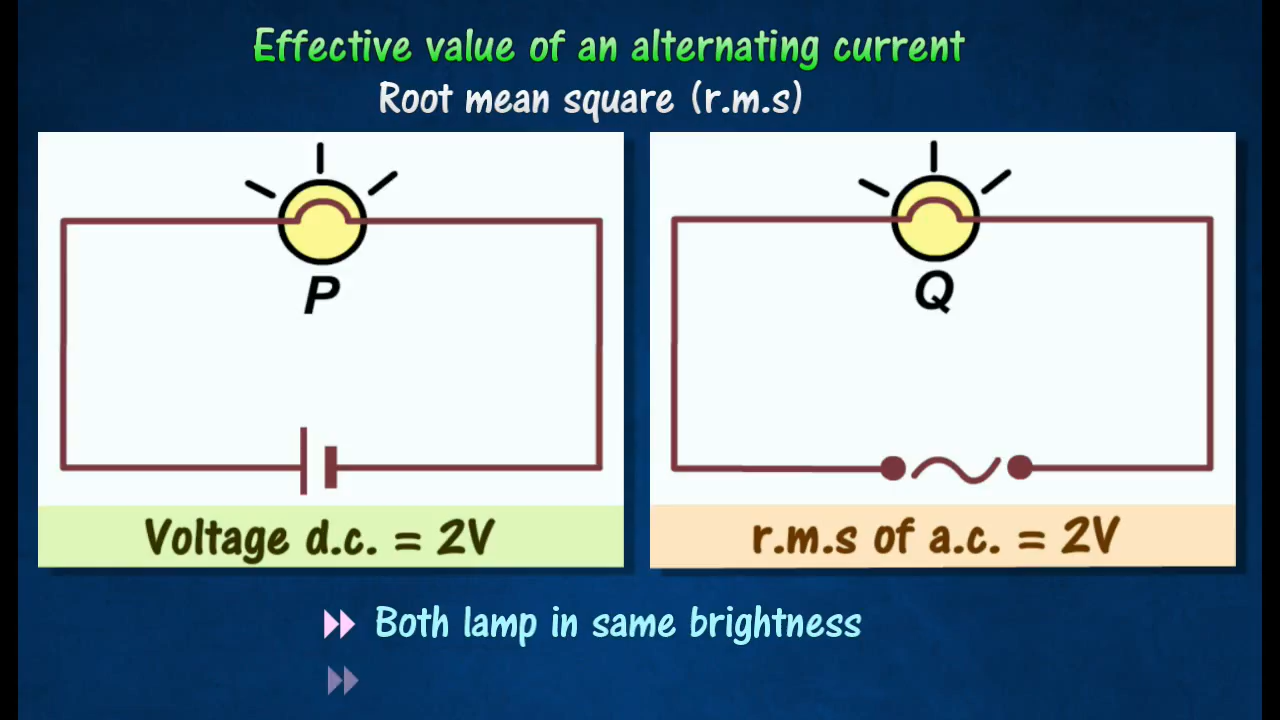 Effective value of an alternating current
Root mean square (r.m.s)
P
Q
Voltage d.c. = 2V
r.m.s of a.c. = 2V
Both lamp in same brightness